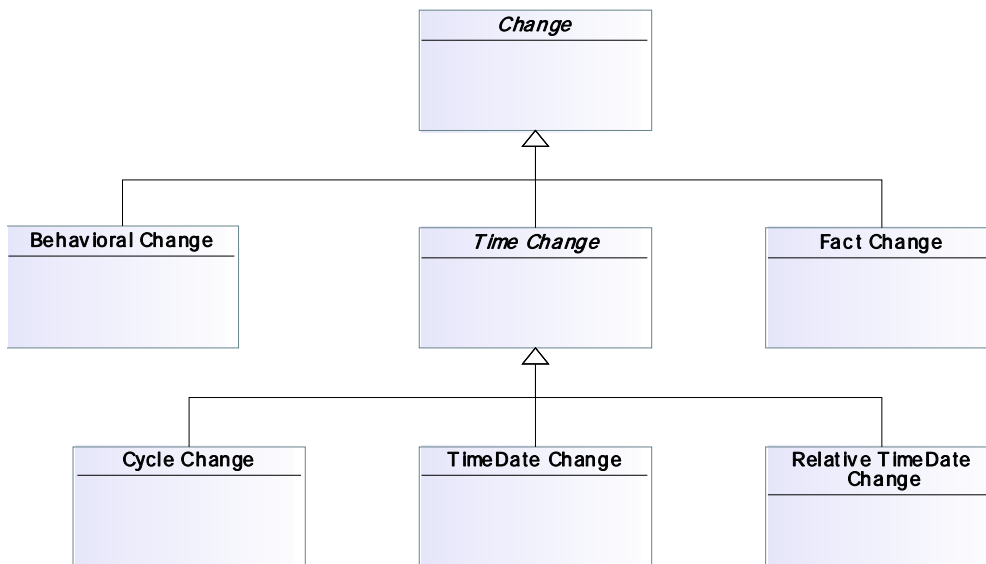 Change
Behavioral Change
Time Change
Fact Change
Cycle Change
TimeDate Change
Relative TimeDate
Change